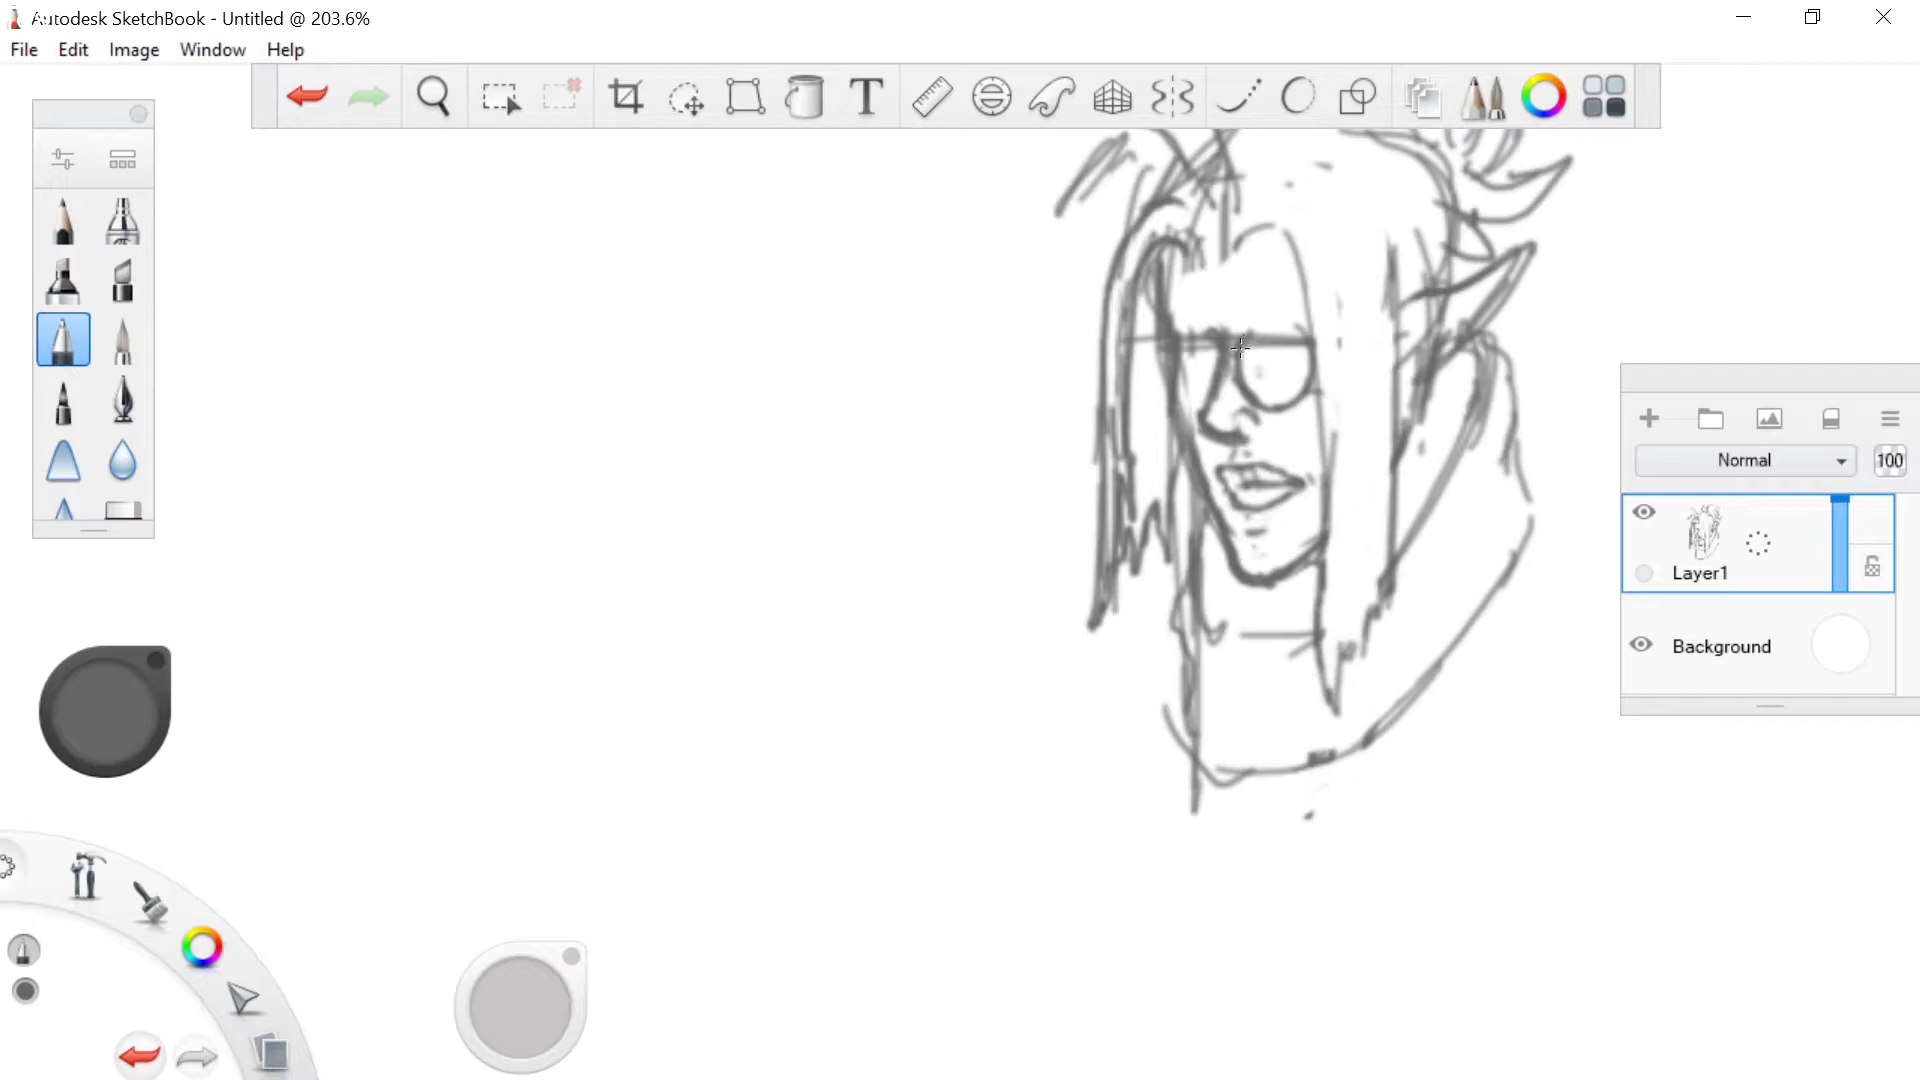 Autodesk SketchBook - Untitled @ 203.6%
File Edit Image Window Help
T
Normal 100
Layer1
Background